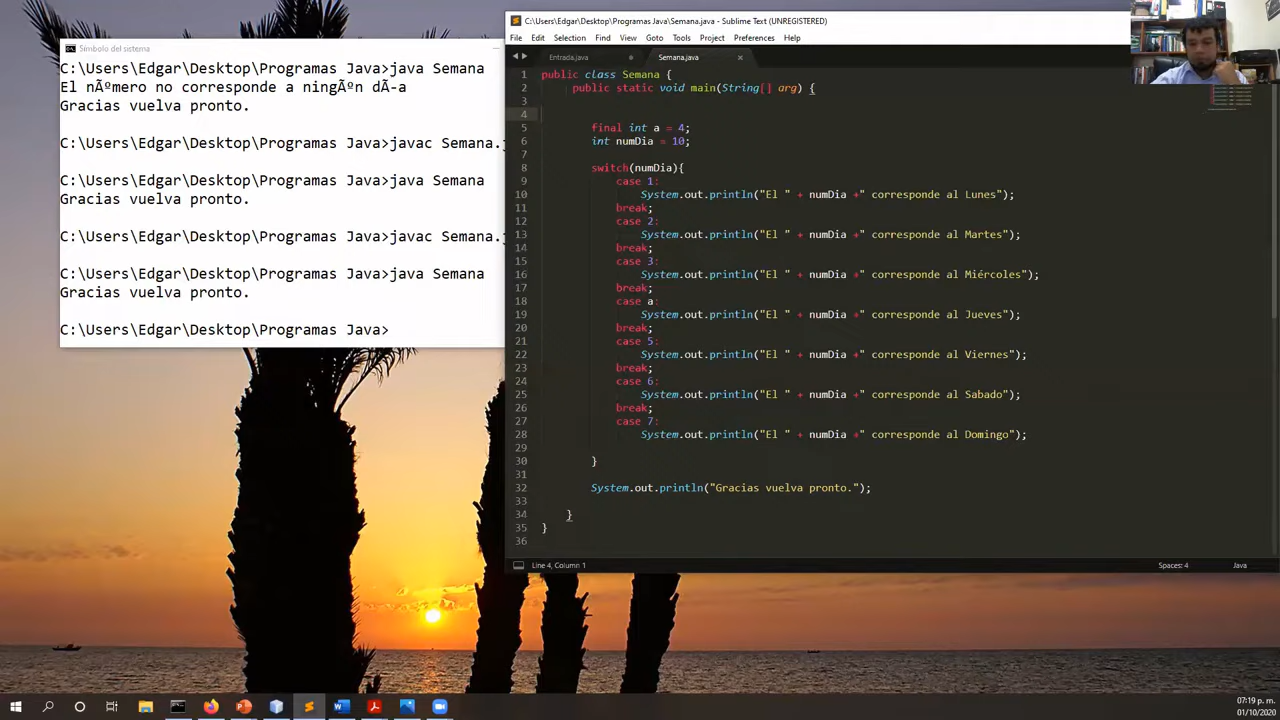 Símbolo del sistema
C:\Users\Edgar\Desktop\Programas Java>java Semana
El nÃºmero no corresponde a ningÃºn dÃ-a
Gracias vuelva pronto.
C:\Users\Edgar\Desktop\Programas Java>javac Semana.j
C:\Users\Edgar\Desktop\Programas Java>java Semana
Gracias vuelva pronto.
C:\Users\Edgar\Desktop\Programas Java>javac Semana.j
C:\Users\Edgar\Desktop\Programas Java>java Semana
Gracias vuelva pronto.
C:\Users\Edgar\Desktop\Programas Java>
C:\Users\Edgar\Desktop\Programas Java\Semana.java - Sublime Text (UNREGISTERED)
File Edit Selection Find View Goto Tools Project Preferences Help
Entrada.java Semana.java
1 public class Semana {
2 public static void main(String[] arg) {
3
4
5 final int a = 4;
6 int numDia = 10;
7
8 switch(numDia){
9 case 1:
10 System.out.println("El " + numDia +" corresponde al Lunes");
11 break;
12 case 2:
13 System.out.println("El " + numDia +" corresponde al Martes");
14 break;
15 case 3:
16 System.out.println("El " + numDia +" corresponde al Miércoles");
17 break;
18 case a:
19 System.out.println("El " + numDia +" corresponde al Jueves");
20 break;
21 case 5:
22 System.out.println("El " + numDia +" corresponde al Viernes");
23 break;
24 case 6:
25 System.out.println("El " + numDia +" corresponde al Sabado");
26 break;
27 case 7:
28 System.out.println("El " + numDia +" corresponde al Domingo");
29
30 }
31
32 System.out.println("Gracias vuelva pronto.");
33
34 }
35 }
36
Line 4, Column 1 Spaces: 4 Java
07:19 p. m.
01/10/2020